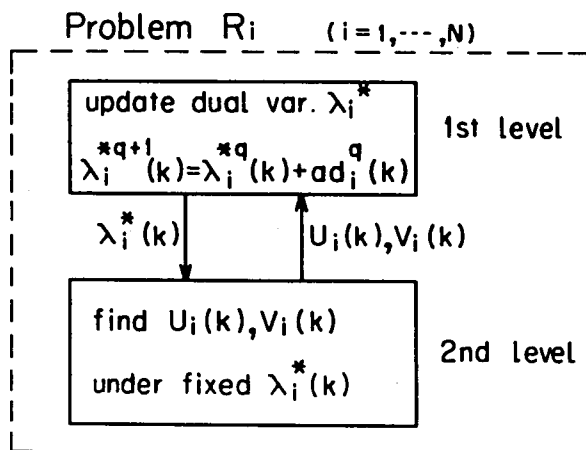 Problem Ri (i=1,···,N)
update dual var. λi*
λi*q+1(k)=λi*q(k)+adiq(k)
1st level
λi*(k)
Ui(k),Vi(k)
find Ui(k),Vi(k)
under fixed λi*(k)
2nd level